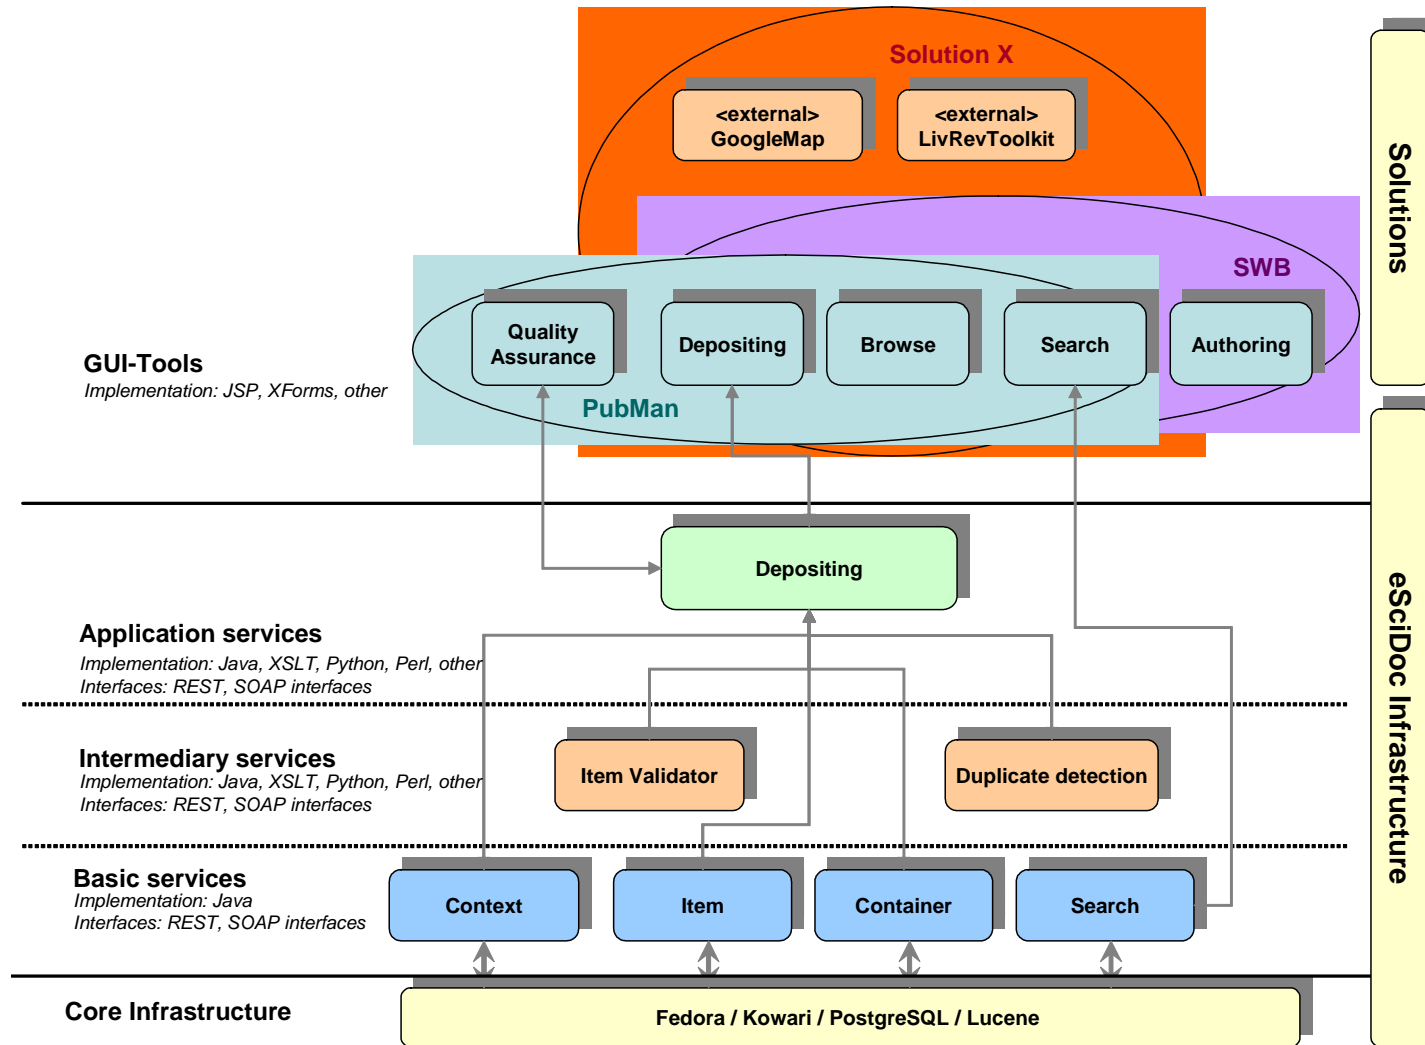 Solution X
<external>
GoogleMap
<external>
LivRevToolkit
Solutions
SWB
Quality
Assurance
Depositing
Browse
Search
Authoring
GUI-Tools
Implementation: JSP, XForms, other
PubMan
Depositing
eSciDoc Infrastructure
Application services
Implementation: Java, XSLT, Python, Perl, other
Interfaces: REST, SOAP interfaces
Intermediary services
Implementation: Java, XSLT, Python, Perl, other
Interfaces: REST, SOAP interfaces
Item Validator
Duplicate detection
Basic services
Implementation: Java
Interfaces: REST, SOAP interfaces
Context
Item
Container
Search
Core Infrastructure
Fedora / Kowari / PostgreSQL / Lucene